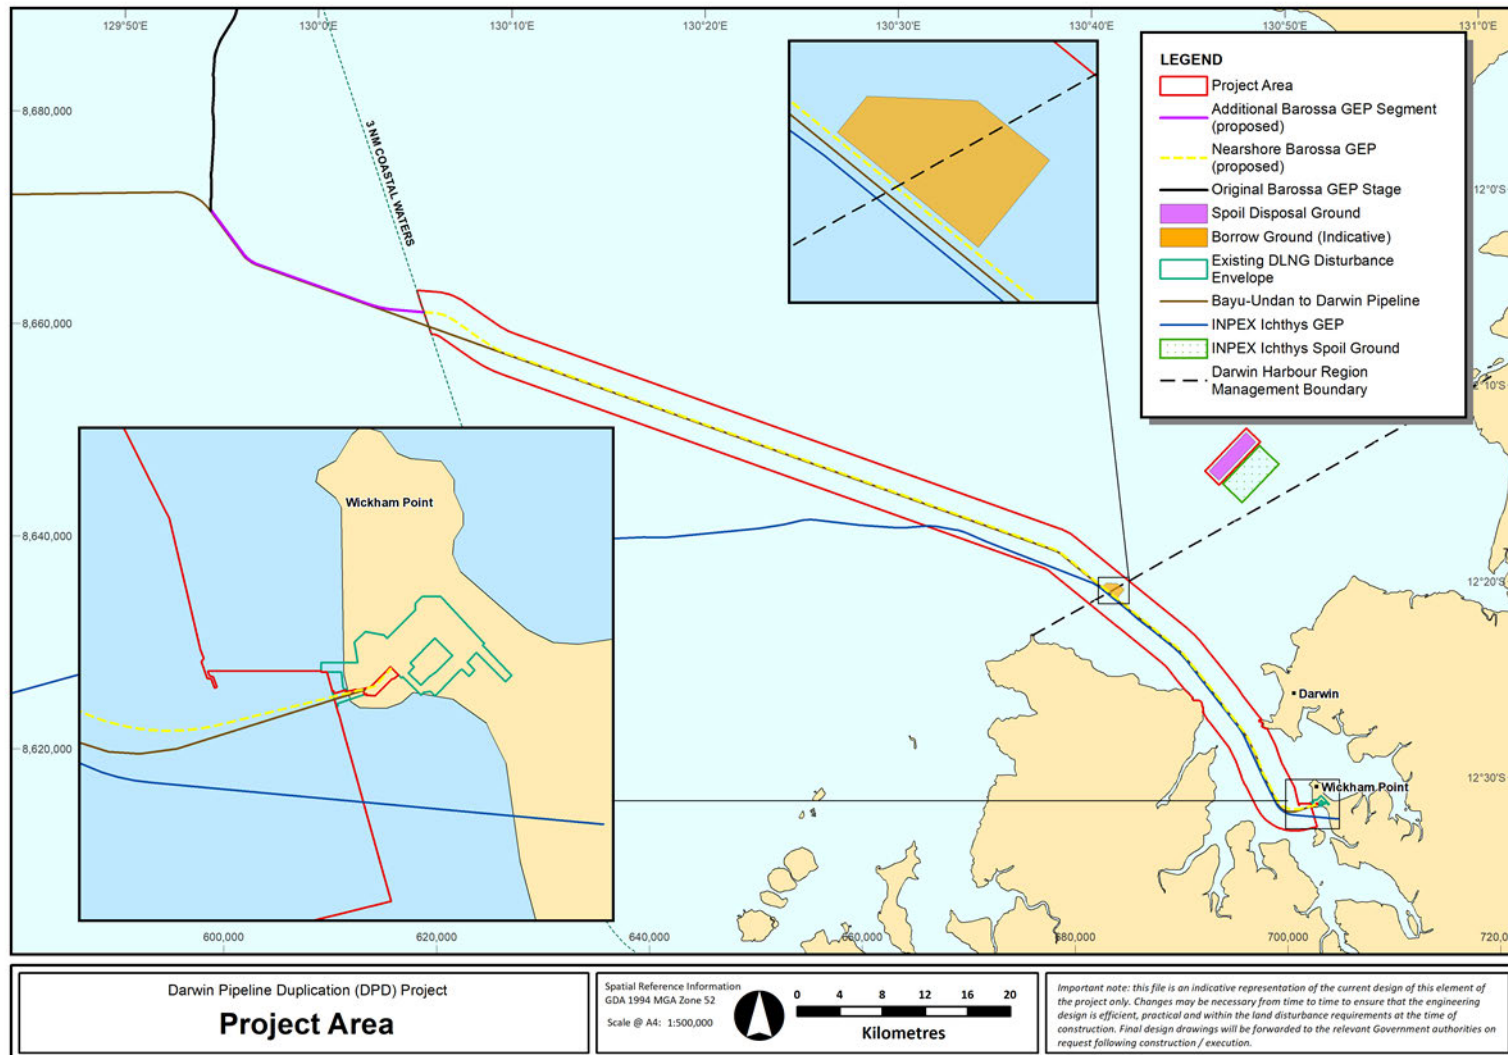 129°50'E
130°0'E
130°10'E
130°20'E
130°30'E
130°40'E
130°50'E
131°0'E
LEGEND
Project Area
Additional Barossa GEP Segment
(proposed)
Nearshore Barossa GEP
(proposed)
Original Barossa GEP Stage
Spoil Disposal Ground
Borrow Ground (Indicative)
Existing DLNG Disturbance
Envelope
Bayu-Undan to Darwin Pipeline
INPEX Ichthys GEP
INPEX Ichthys Spoil Ground
Darwin Harbour Region
Management Boundary
8,680,000
3 NM COASTAL WATERS
12°0'S
8,660,000
12°10'S
Wickham Point
8,640,000
12°20'S
Darwin
8,620,000
12°30'S
Wickham Point
600,000
620,000
640,000
660,000
680,000
700,000
Darwin Pipeline Duplication (DPD) Project
Project Area
Spatial Reference Information
GDA 1994 MGA Zone 52
Scale @ A4: 1:500,000
0 4 8 12 16 20
Kilometres
Important note: this file is an indicative representation of the current design of this element of
the project only. Changes may be necessary from time to time to ensure that the engineering
design is efficient, practical and within the land disturbance requirements at the time of
construction. Final design drawings will be forwarded to the relevant Government authorities on
request following construction / execution.